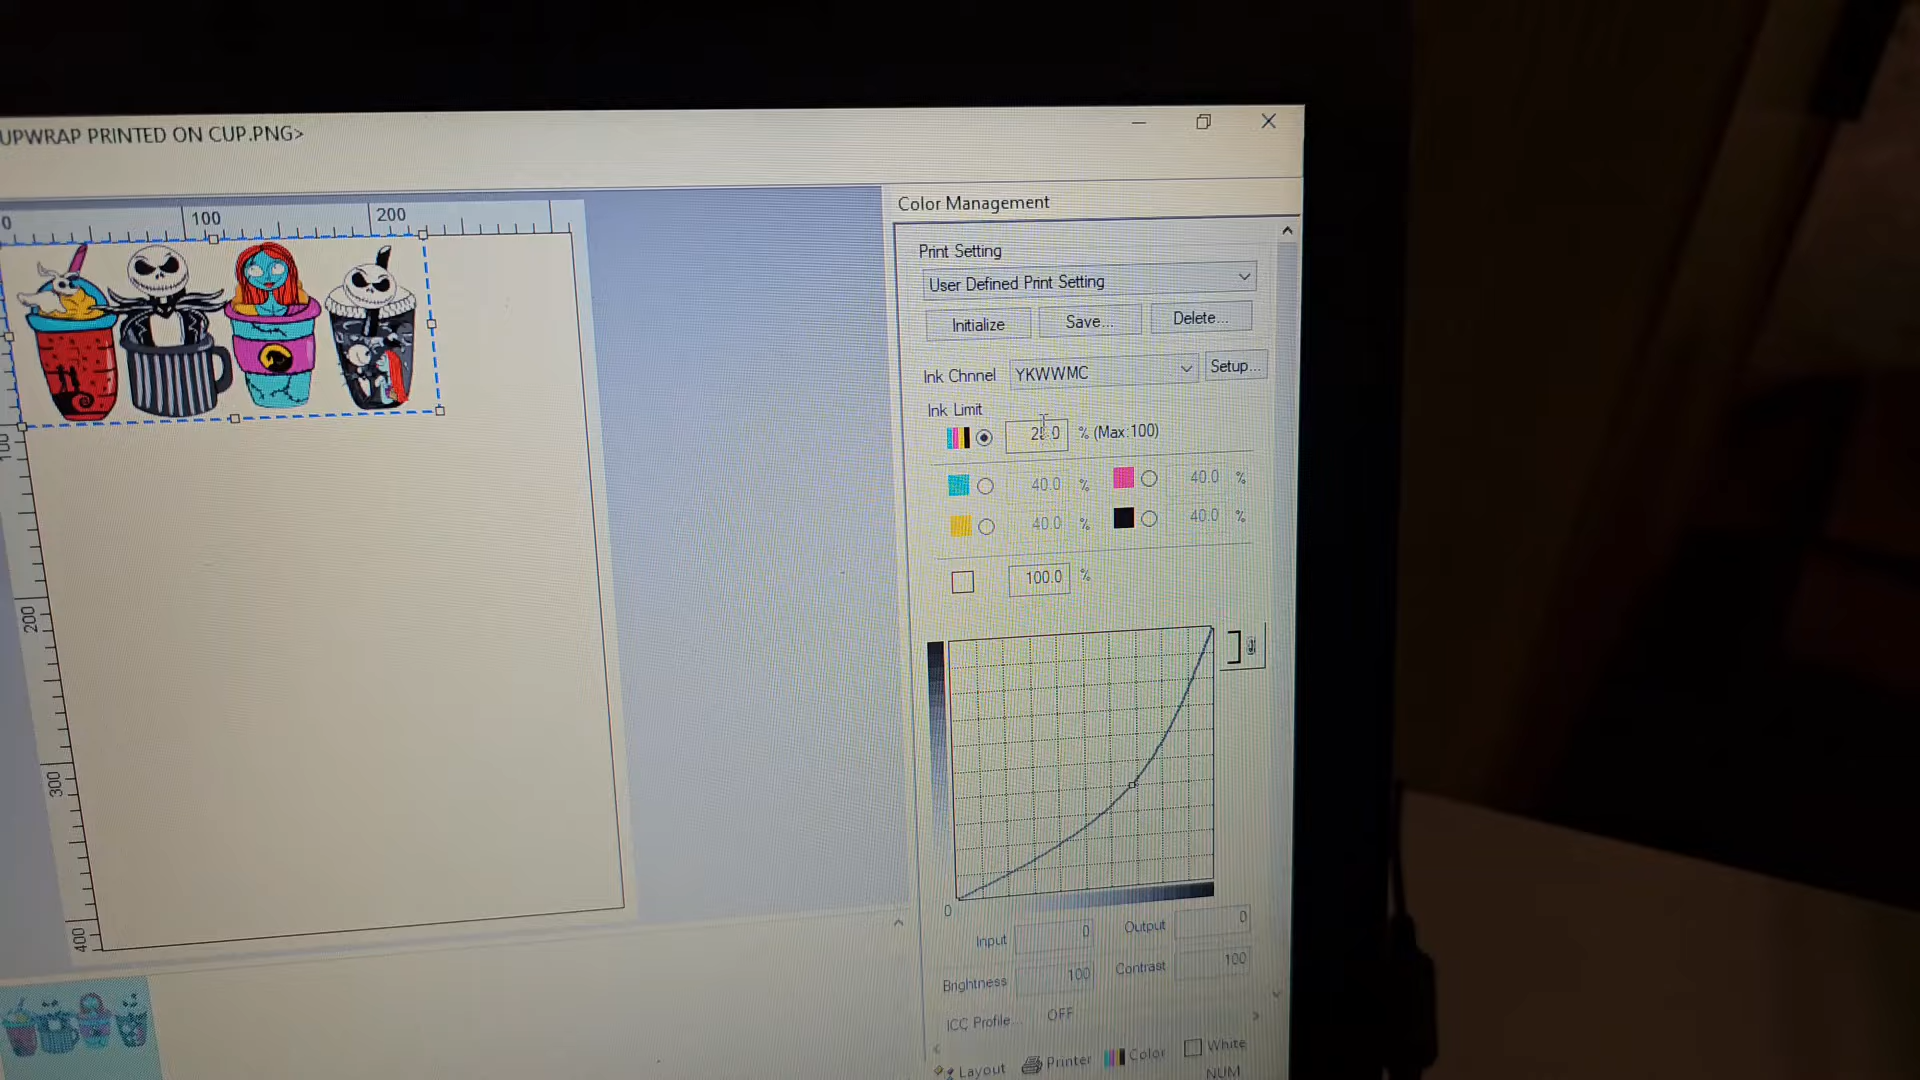 UPWRAP PRINTED ON CUP.PNG>
0 100 200
100
200
300
400
Color Management
Print Setting
User Defined Print Setting
Initialize Save... Delete...
Ink Chnnel YKWWMC Setup...
Ink Limit
% (Max:100)
40.0 % 40.0 %
40.0 % 40.0 %
100.0 %
0
Input 0 Output 0
Brightness 100 Contrast 100
ICC Profile... OFF
Layout Printer Color White
NUM